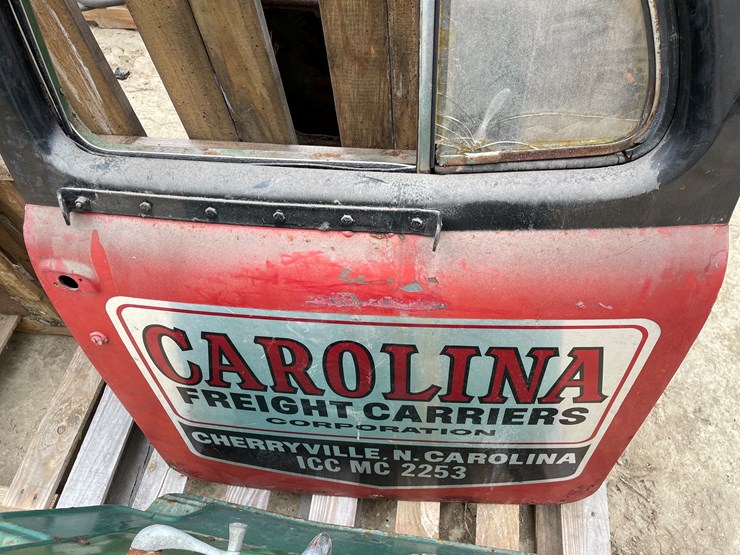 CAROLINA
FREIGHT CARRIERS
CORPORATION
CHERRYVILLE, N. CAROLINA
ICC MC 2253